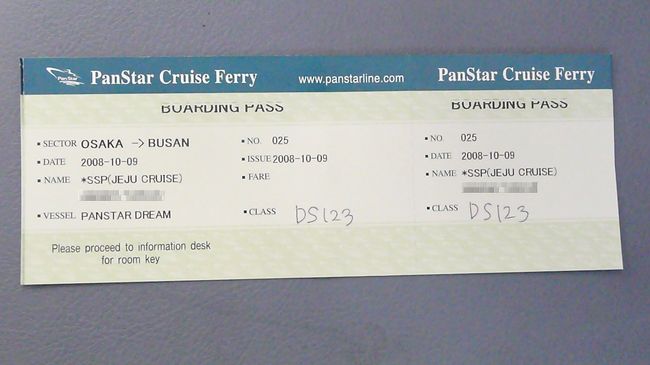 PanStar
PanStar Cruise Ferry
www.panstarline.com
PanStar Cruise Ferry
BOARDING PASS
▪ SECTOR OSAKA -> BUSAN
▪ DATE 2008-10-09
▪ NAME *SSP(JEJU CRUISE)
▪ VESSEL PANSTAR DREAM
▪ NO. 025
▪ ISSUE 2008-10-09
▪ FARE
▪ CLASS DS123
Please proceed to information desk
for room key
BOARDING PASS
▪ NO. 025
▪ DATE 2008-10-09
▪ NAME *SSP(JEJU CRUISE)
▪ CLASS DS123